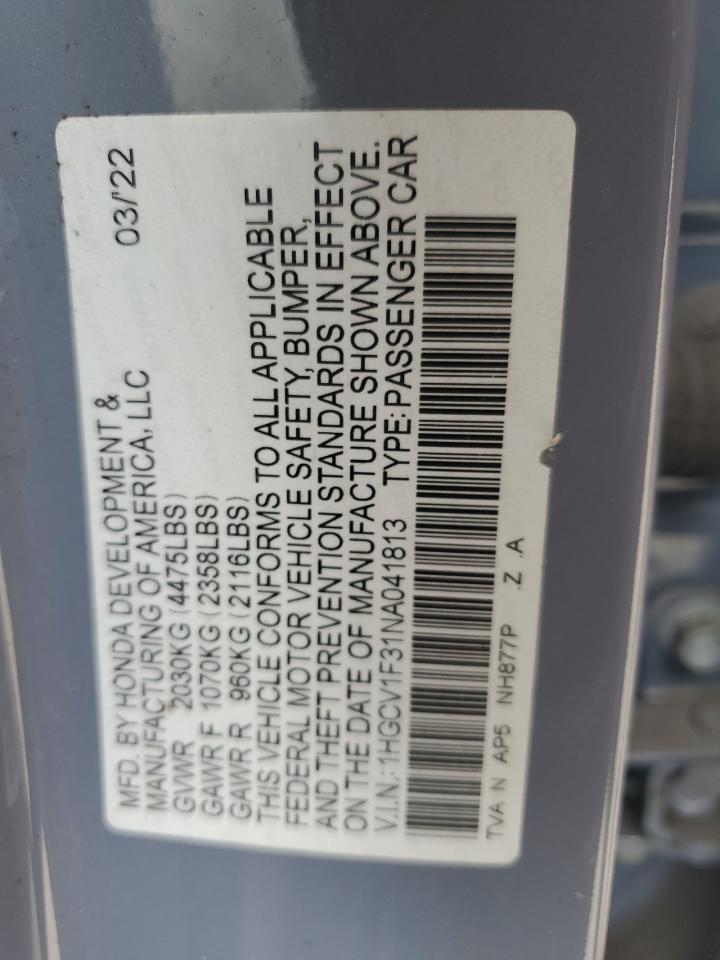 MFD. BY HONDA DEVELOPMENT & 03/'22
MANUFACTURING OF AMERICA, LLC
GVWR 2030KG (4475LBS)
GAWR F 1070KG (2358LBS)
GAWR R 960KG (2116LBS)
THIS VEHICLE CONFORMS TO ALL APPLICABLE
FEDERAL MOTOR VEHICLE SAFETY, BUMPER,
AND THEFT PREVENTION STANDARDS IN EFFECT
ON THE DATE OF MANUFACTURE SHOWN ABOVE.
V.I.N.: 1HGCV1F31NA041813 TYPE: PASSENGER CAR
TVA N AP5 NH877P .Z .A